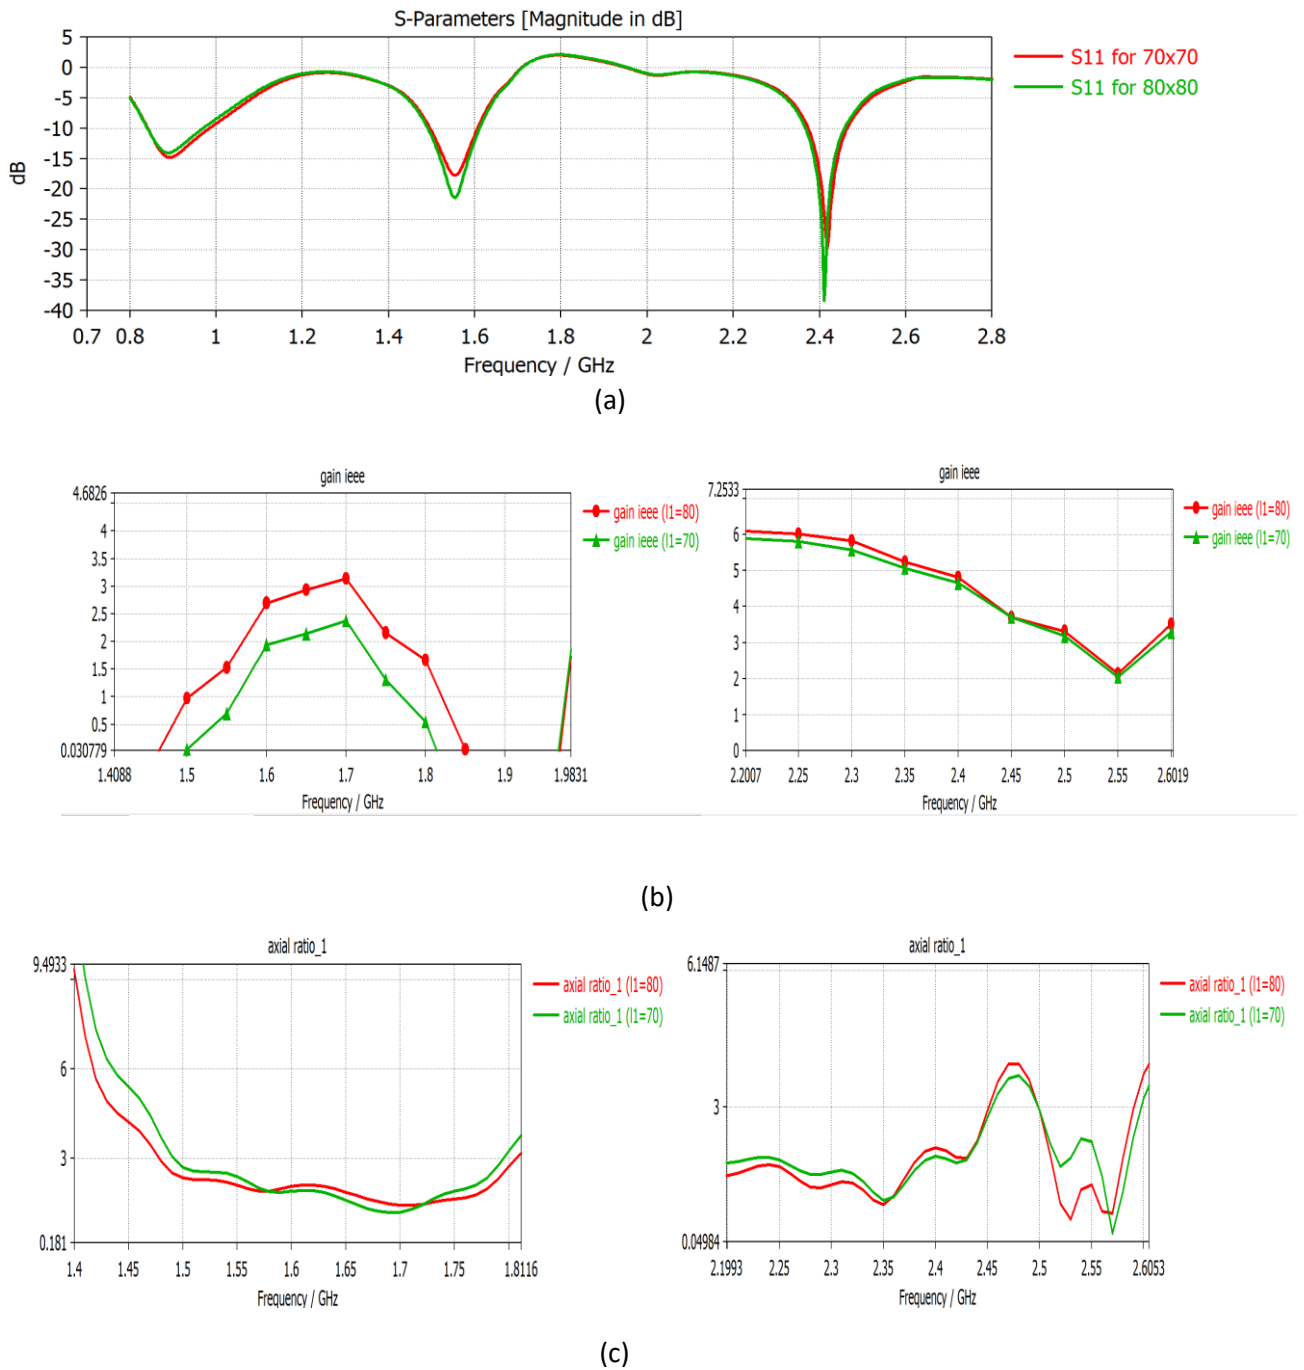 S-Parameters [Magnitude in dB]
5
0
-5
-10
-15
-20
-25
-30
-35
-40
dB
0.7 0.8 1 1.2 1.4 1.6 1.8 2 2.2 2.4 2.6 2.8
Frequency / GHz
S11 for 70x70
S11 for 80x80
(a)
gain ieee
4.6826
4
3.5
3
2.5
2
1.5
1
0.5
0.030779
1.4088 1.5 1.6 1.7 1.8 1.9 1.9831
Frequency / GHz
gain ieee (l1=80)
gain ieee (l1=70)
gain ieee
7.2533
6
5
4
3
2
1
0
2.2007 2.25 2.3 2.35 2.4 2.45 2.5 2.55 2.6019
Frequency / GHz
gain ieee (l1=80)
gain ieee (l1=70)
(b)
axial ratio_1
9.4933
6
3
0.181
1.4 1.45 1.5 1.55 1.6 1.65 1.7 1.75 1.8116
Frequency / GHz
axial ratio_1 (l1=80)
axial ratio_1 (l1=70)
axial ratio_1
6.1487
3
0.04984
2.1993 2.25 2.3 2.35 2.4 2.45 2.5 2.55 2.6053
Frequency / GHz
axial ratio_1 (l1=80)
axial ratio_1 (l1=70)
(c)